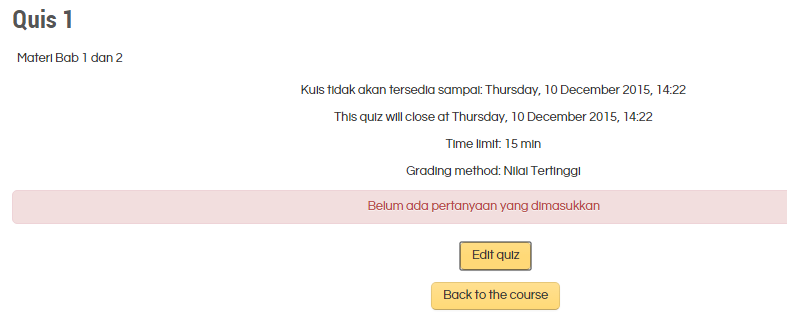 Quis 1
Materi Bab 1 dan 2
Kuis tidak akan tersedia sampai: Thursday, 10 December 2015, 14:22
This quiz will close at Thursday, 10 December 2015, 14:22
Time limit: 15 min
Grading method: Nilai Tertinggi
Belum ada pertanyaan yang dimasukkan
Edit quiz
Back to the course